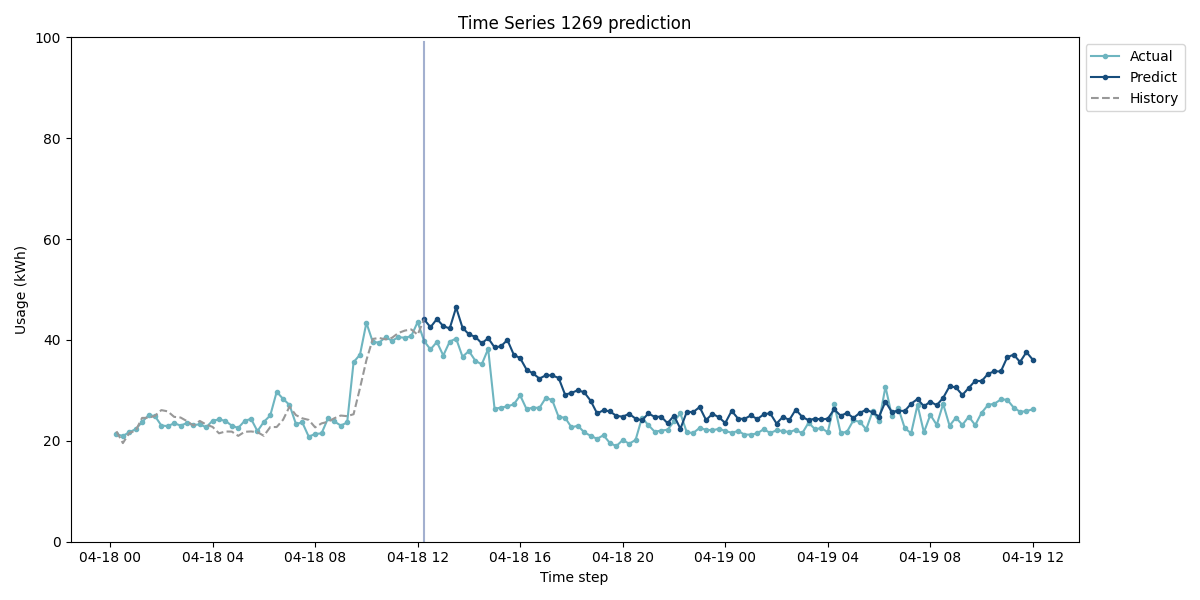 Time Series 1269 prediction
100
80
60
40
20
0
Usage (kWh)
04-18 00 04-18 04 04-18 08 04-18 12 04-18 16 04-18 20 04-19 00 04-19 04 04-19 08 04-19 12
Time step
Actual
Predict
History